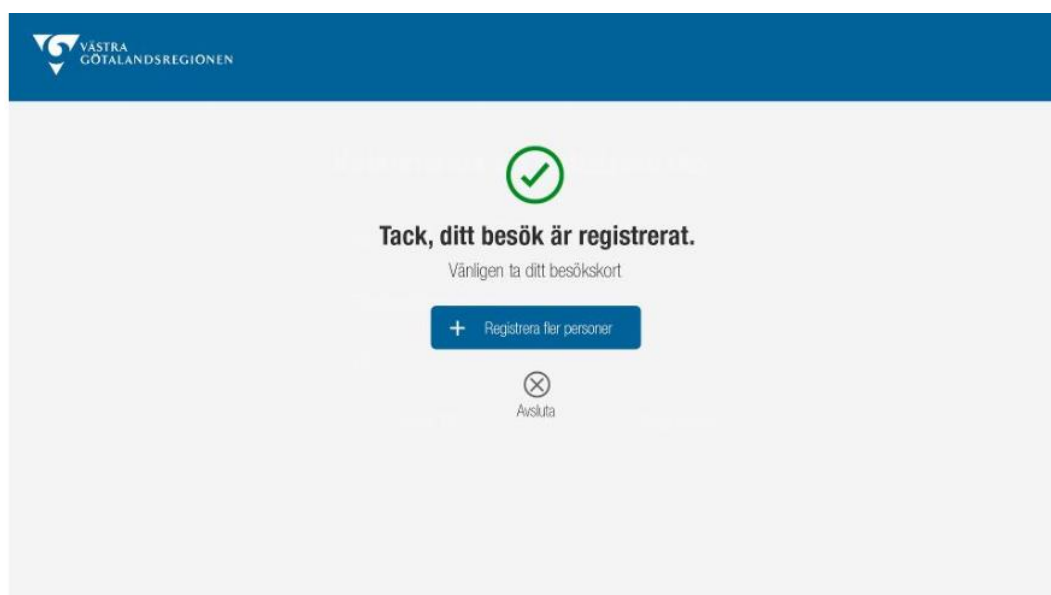 VÄSTRA
GÖTALANDSREGIONEN
Tack, ditt besök är registrerat.
Vänligen ta ditt besökskort
+ Registrera fler personer
Avsluta